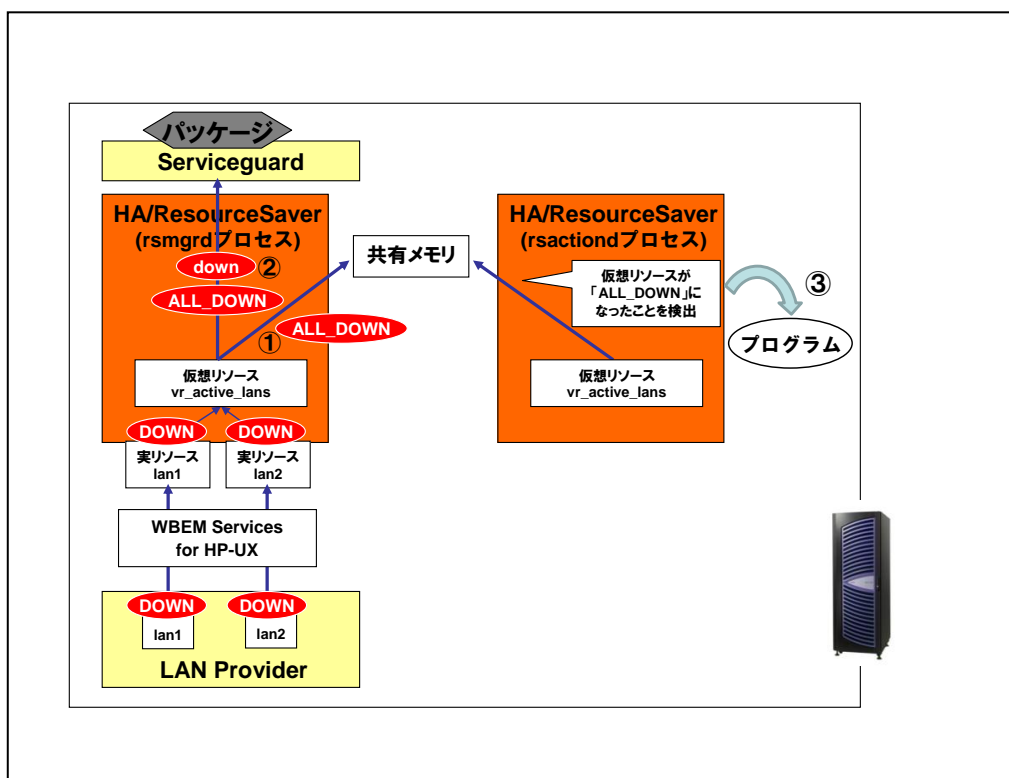 パッケージ
Serviceguard
HA/ResourceSaver
(rsmgrdプロセス)
down
②
ALL_DOWN
①
ALL_DOWN
仮想リソース
vr_active_lans
DOWN
DOWN
実リソース
lan1
実リソース
lan2
WBEM Services
for HP-UX
DOWN
DOWN
lan1
lan2
LAN Provider
共有メモリ
HA/ResourceSaver
(rsactiondプロセス)
仮想リソースが
「ALL_DOWN」に
なったことを検出
③
プログラム
仮想リソース
vr_active_lans